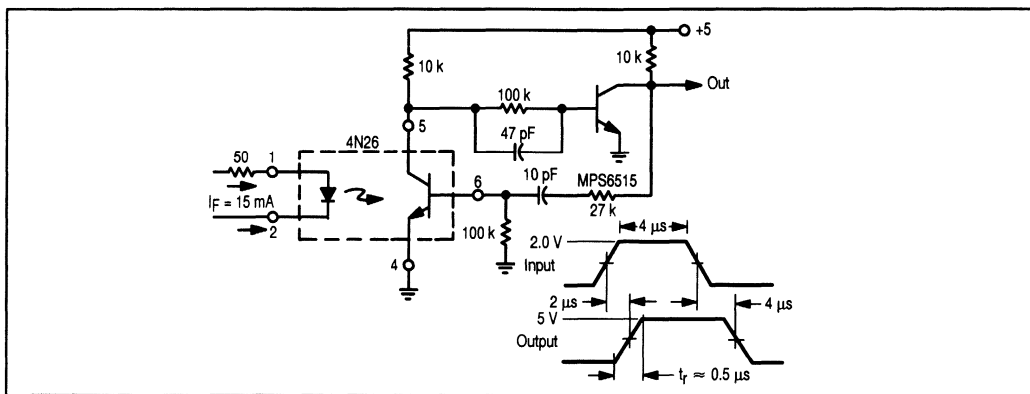 +5
10 k
10 k
Out
100 k
5
47 pF
4N26
50
1
6
10 pF
MPS6515
I_F = 15 mA
27 k
2
100 k
4 µs
2.0 V
Input
4
2 µs
4 µs
5 V
Output
t_r ≈ 0.5 µs